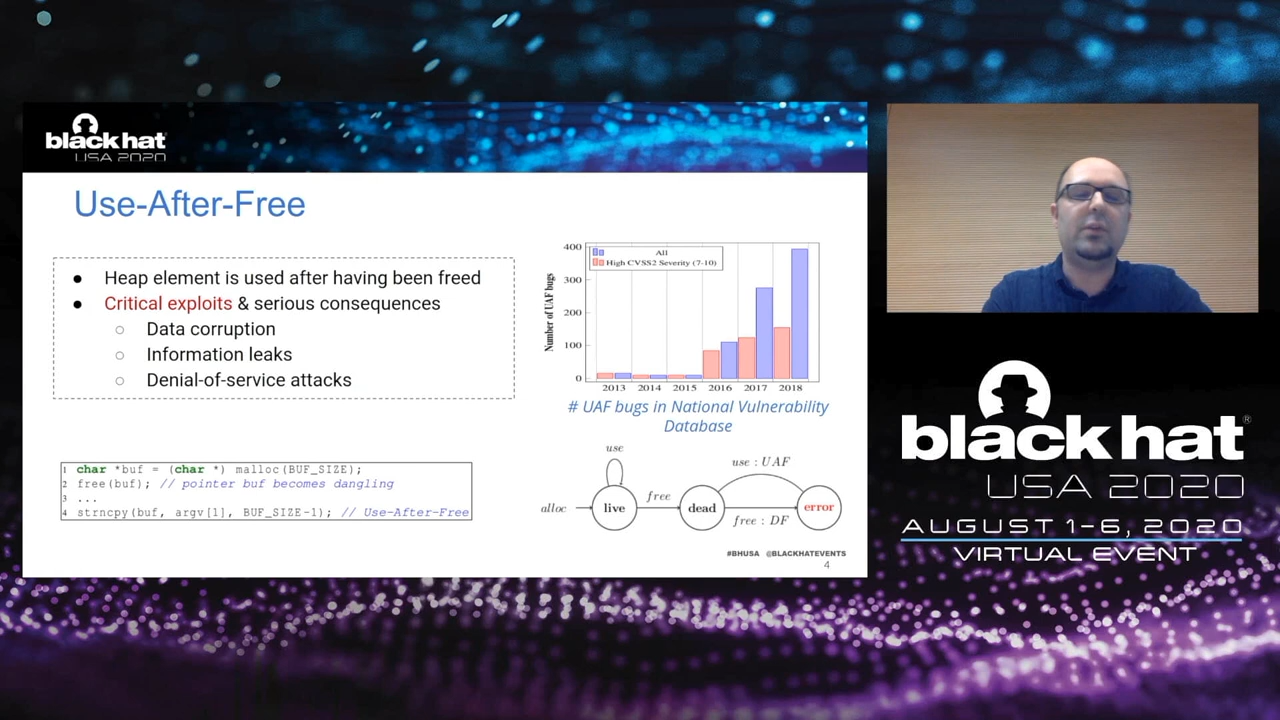 black hat
USA 2020
Use-After-Free
● Heap element is used after having been freed
● Critical exploits & serious consequences
○ Data corruption
○ Information leaks
○ Denial-of-service attacks
1 char *buf = (char *) malloc(BUF_SIZE);
2 free(buf); // pointer buf becomes dangling
3 ...
4 strncpy(buf, argv[1], BUF_SIZE-1); // Use-After-Free
Number of UAF bugs
400
300
200
100
0
All
High CVSS2 Severity (7-10)
2013 2014 2015 2016 2017 2018
# UAF bugs in National Vulnerability
Database
use
use : UAF
alloc
live
free
dead
error
free : DF
#BHUSA @BLACKHATEVENTS
4
black hat®
USA 2020
AUGUST 1-6, 2020
VIRTUAL EVENT